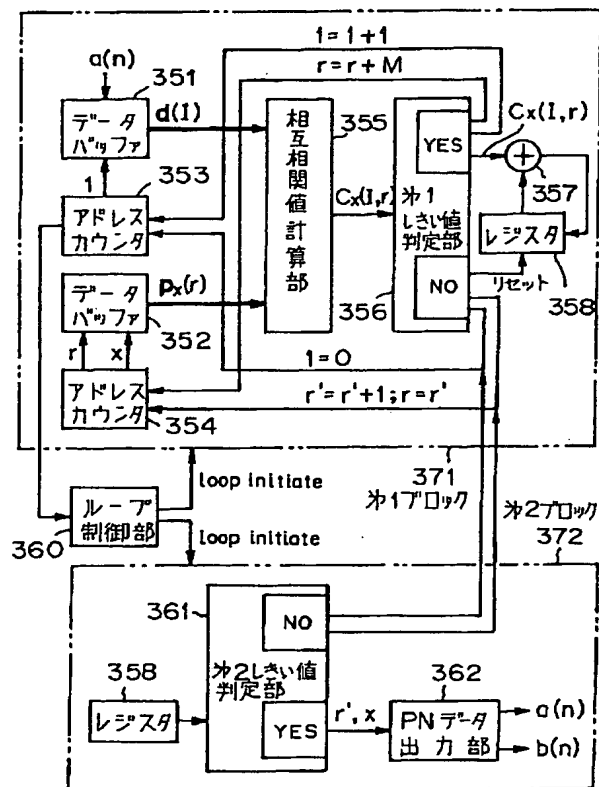 1=1+1
r=r+M
a(n)
351
データ
バッファ
d(I)
1
353
アドレス
カウンタ
データ
バッファ
352
Px(r)
r
x
アドレス
カウンタ
354
相互相関値計算部
355
Cx(I,r)
YES
㐧1
しきい値
判定部
356
NO
Cx(I,r)
+
357
レジスタ
358
リセット
1=0
r'=r'+1;r=r'
371
㐧1ブロック
loop initiate
ループ
制御部
360
loop initiate
㐧2ブロック
372
361
NO
㐧2しきい値
判定部
YES
358
レジスタ
r', x
362
PNデータ
出力部
a(n)
b(n)